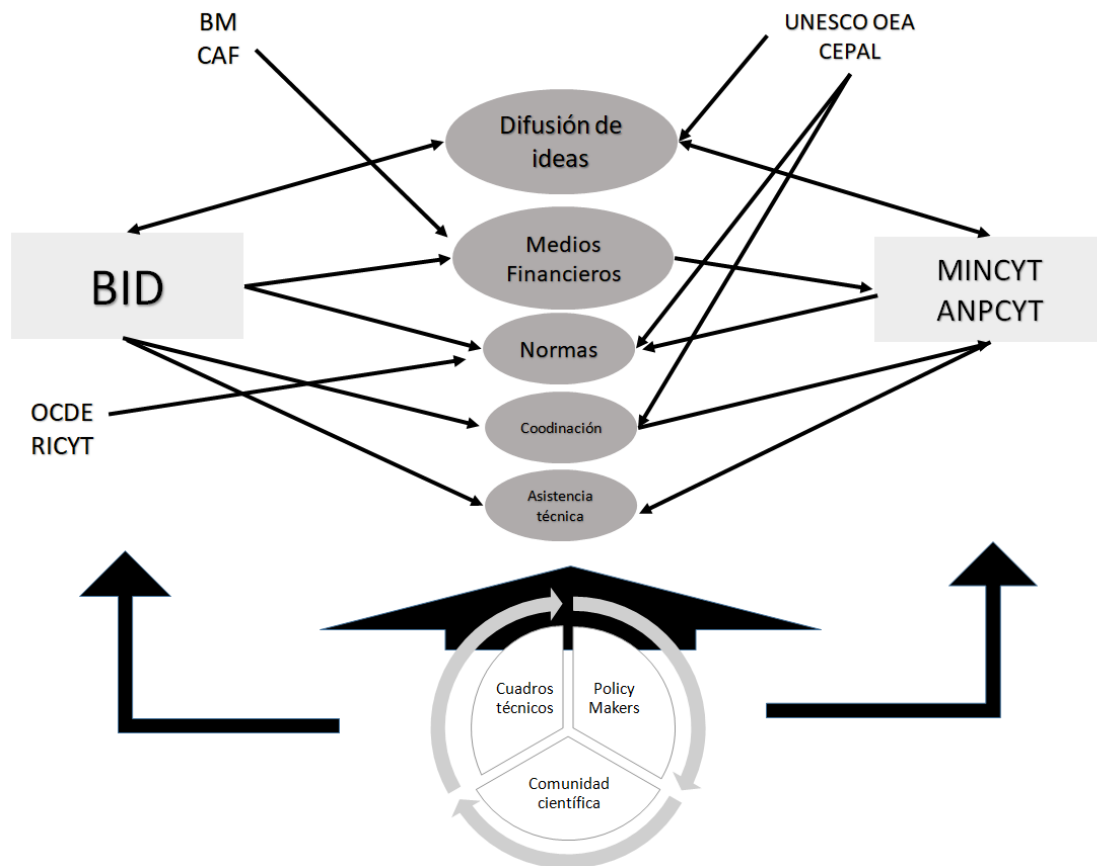 BM
CAF
UNESCO OEA
CEPAL
Difusión de
ideas
Medios
Financieros
BID
MINCYT
ANPCYT
Normas
OCDE
RICYT
Coodinación
Asistencia
técnica
Cuadros
técnicos
Policy
Makers
Comunidad
científica